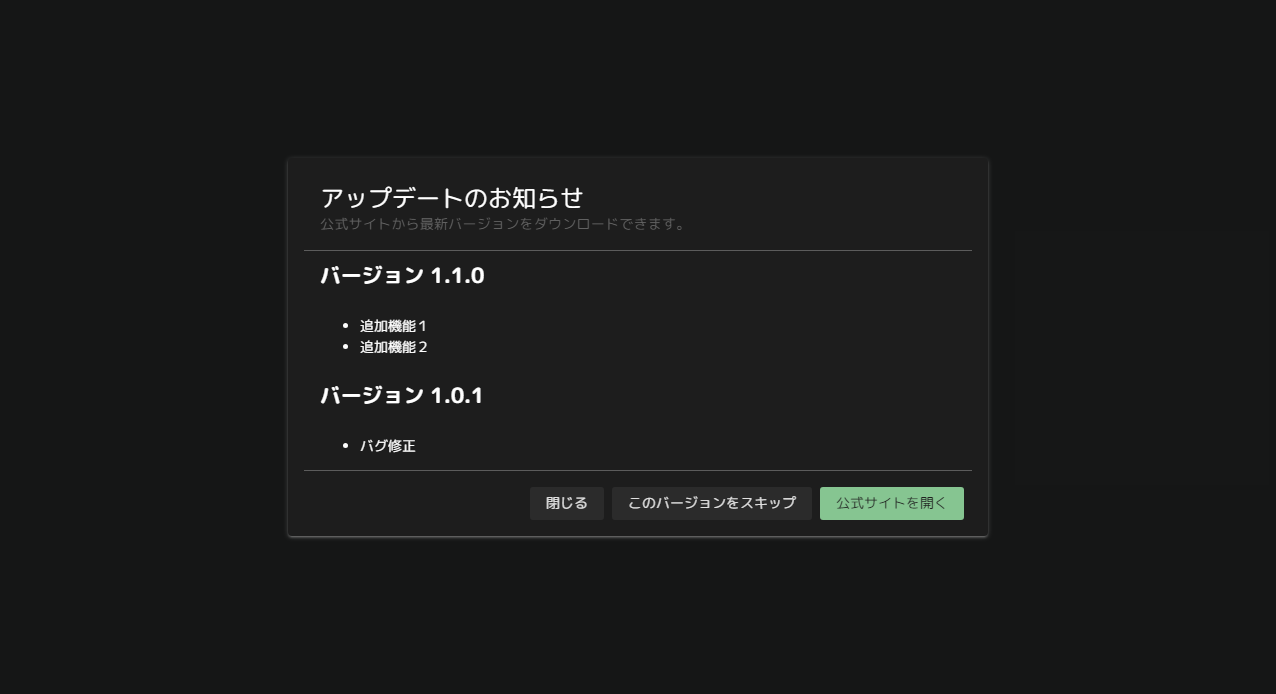 アップデートのお知らせ
公式サイトから最新バージョンをダウンロードできます。
バージョン 1.1.0
• 追加機能１
• 追加機能２
バージョン 1.0.1
• バグ修正
閉じる このバージョンをスキップ 公式サイトを開く